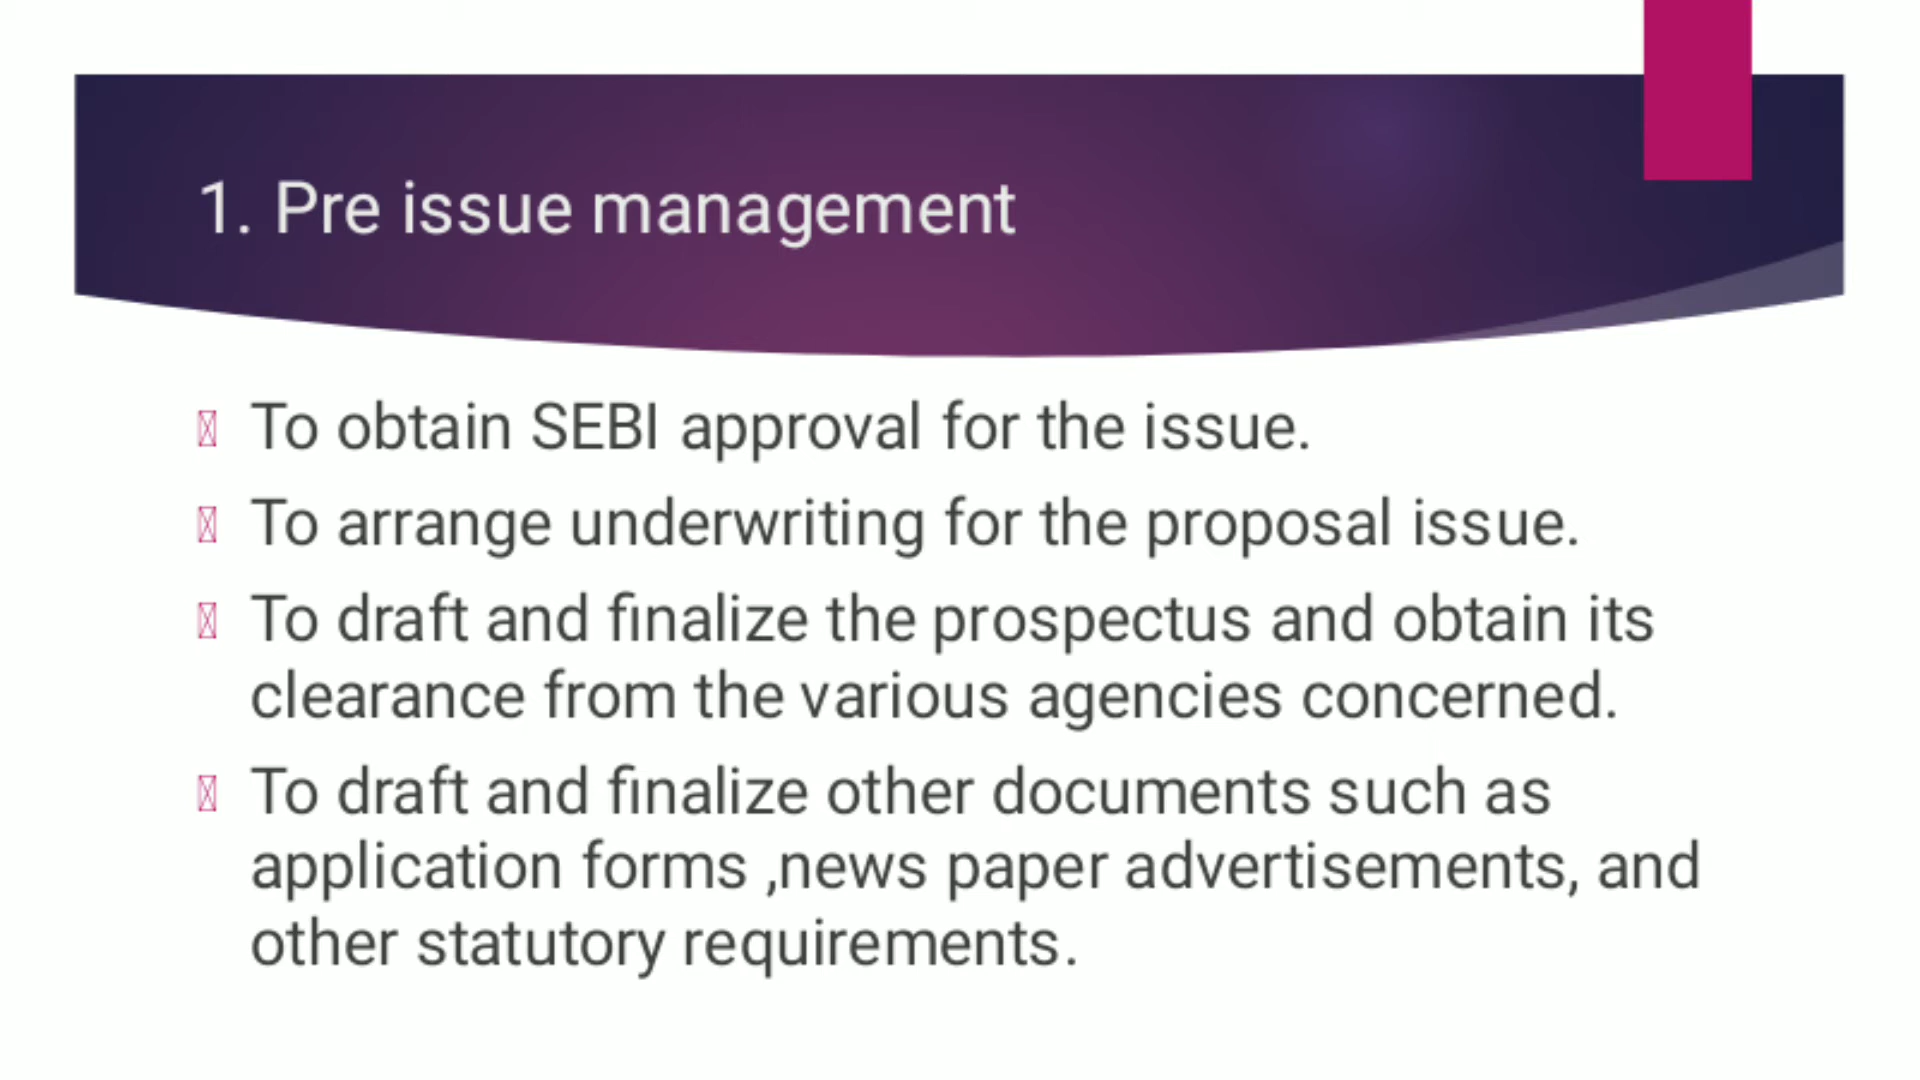 1. Pre issue management
To obtain SEBI approval for the issue.
To arrange underwriting for the proposal issue.
To draft and finalize the prospectus and obtain its
clearance from the various agencies concerned.
To draft and finalize other documents such as
application forms ,news paper advertisements, and
other statutory requirements.